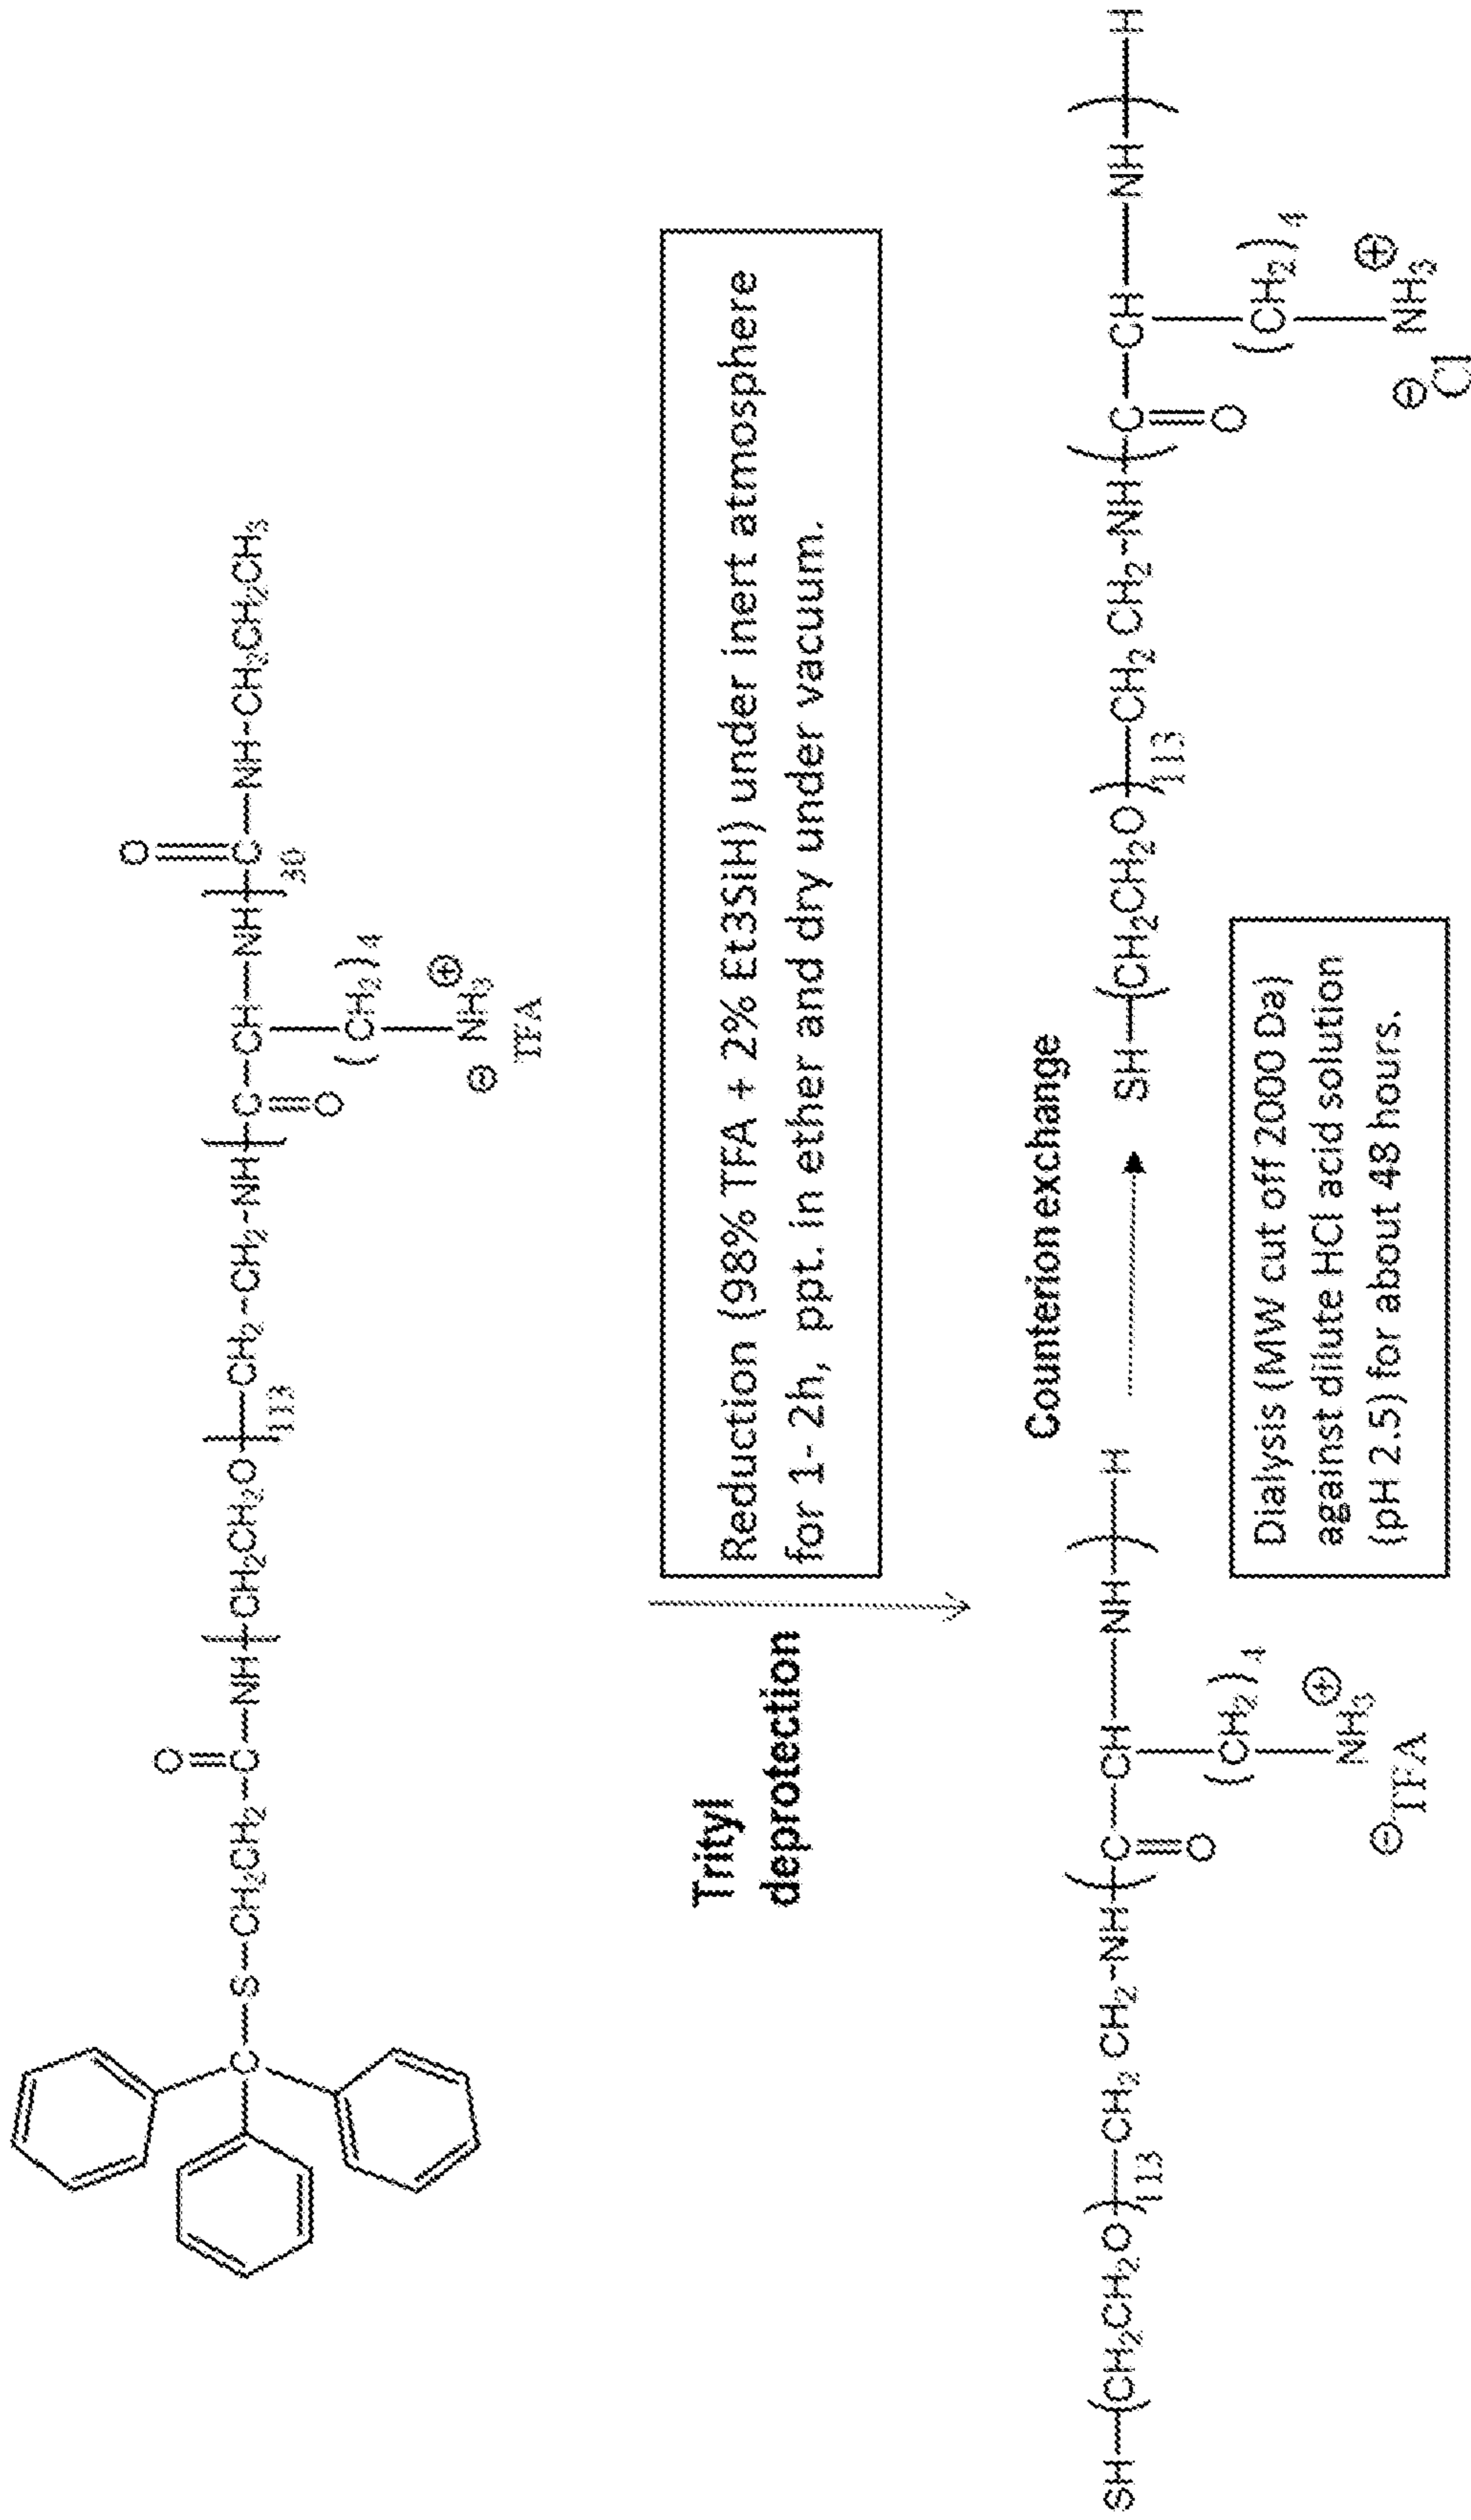 O
S—CH₂CH₂—C—NH—(CH₂CH₂O)₁₁₃—CH₂—CH₂—NH—(C—CH—NH)₃₀—C—NH—CH₂CH₂CH₃
C
O
O
(CH₂)₄
NH₃ ⊕
⊖
TFA
Trityl
deprotection
Reduction (98% TFA + 2% Et3SiH) under inert atmosphere
for 1- 2h, ppt. in ether and dry under vacuum.
SH—(CH₂CH₂O)₁₁₃—CH₂ CH₂—NH—(C—CH—NH)—H
O
(CH₂)₄
NH₃ ⊕
⊖ TFA
Counterion exchange
Dialysis (MW cut off 2000 Da)
against dilute HCl acid solution
(pH 2.5) for about 48 hours.
SH—(CH₂CH₂O)₁₁₃—CH₂ CH₂—NH—(C—CH—NH)—H
O
(CH₂)₄
NH₃ ⊕
⊖
Cl